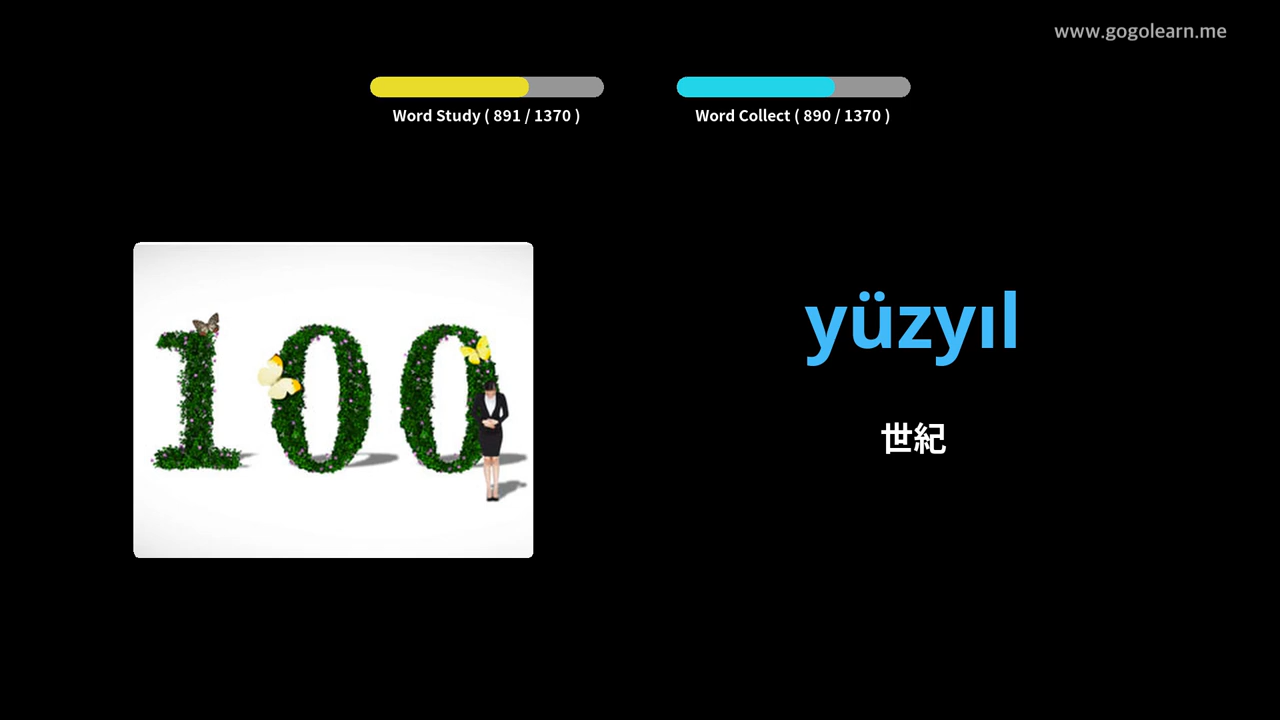 www.gogolearn.me
Word Study ( 891 / 1370 )
Word Collect ( 890 / 1370 )
100
yüzyıl
世紀